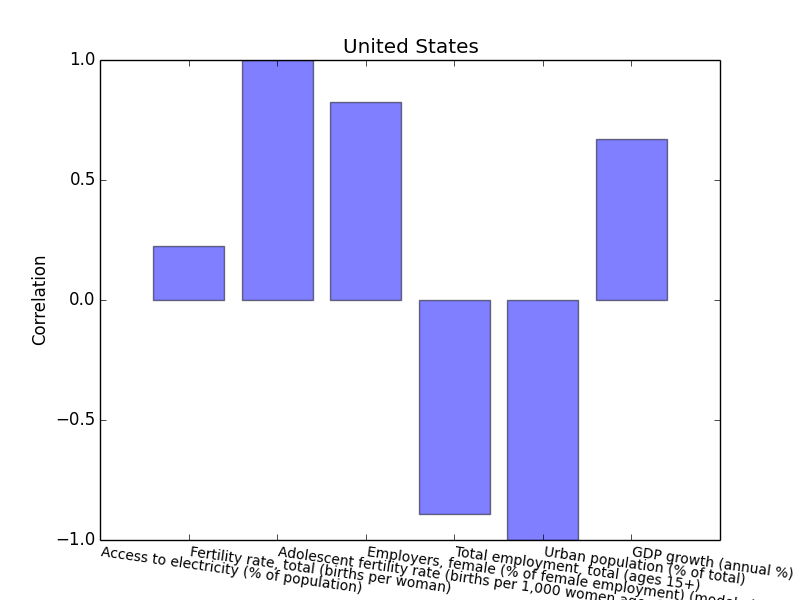 United States
Correlation
1.0
0.5
0.0
−0.5
−1.0
Access to electricity (% of population)
Fertility rate, total (births per woman)
Adolescent fertility rate (births per 1,000 women
Employers, female (% of female employment)
Total employment, total (ages 15+)
Urban population (% of total)
GDP growth (annual %)